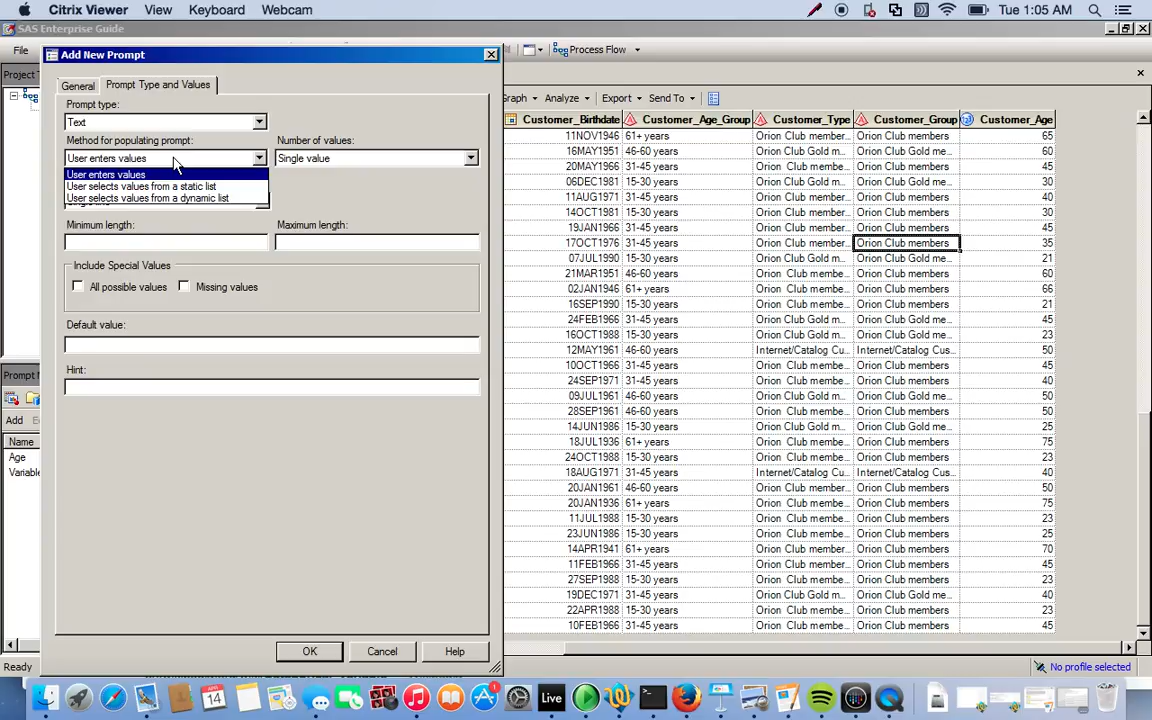 Citrix Viewer View Keyboard Webcam Tue 1:05 AM
SAS Enterprise Guide
File Process Flow
Project T
Add New Prompt
General Prompt Type and Values
Prompt type:
Text
Method for populating prompt: Number of values:
User enters values Single value
User enters values
User selects values from a static list
User selects values from a dynamic list
Minimum length: Maximum length:
Include Special Values
All possible values Missing values
Default value:
Hint:
OK Cancel Help
Prompt M
Add E
Name
Age
Variable
Ready
raph Analyze Export Send To
Customer_Birthdate Customer_Age_Group Customer_Type Customer_Group Customer_Age
11NOV1946 61+ years Orion Club member... Orion Club members 65
16MAY1951 46-60 years Orion Club Gold m... Orion Club Gold me... 60
20MAY1966 31-45 years Orion Club membe... Orion Club members 45
06DEC1981 15-30 years Orion Club Gold m... Orion Club Gold me... 30
11AUG1971 31-45 years Orion Club member... Orion Club members 40
14OCT1981 15-30 years Orion Club member... Orion Club members 30
19JAN1966 31-45 years Orion Club member... Orion Club members 45
17OCT1976 31-45 years Orion Club member... Orion Club members 35
07JUL1990 15-30 years Orion Club Gold m... Orion Club Gold me... 21
21MAR1951 46-60 years Orion Club membe... Orion Club members 60
02JAN1946 61+ years Orion Club membe... Orion Club members 66
16SEP1990 15-30 years Orion Club Gold m... Orion Club Gold me... 21
24FEB1966 31-45 years Orion Club Gold m... Orion Club Gold me... 45
16OCT1988 15-30 years Orion Club Gold m... Orion Club Gold me... 23
12MAY1961 46-60 years Internet/Catalog Cu... Internet/Catalog Cus... 50
10OCT1966 31-45 years Orion Club membe... Orion Club members 45
24SEP1971 31-45 years Orion Club membe... Orion Club members 40
09JUL1961 46-60 years Orion Club Gold m... Orion Club Gold me... 50
28SEP1961 46-60 years Orion Club membe... Orion Club members 50
14JUN1986 15-30 years Orion Club Gold m... Orion Club Gold me... 25
18JUL1936 61+ years Orion Club membe... Orion Club members 75
24OCT1988 15-30 years Orion Club membe... Orion Club members 23
18AUG1971 31-45 years Internet/Catalog Cu... Internet/Catalog Cus... 40
20JAN1961 46-60 years Orion Club member... Orion Club members 50
20JAN1936 61+ years Orion Club membe... Orion Club members 75
11JUL1988 15-30 years Orion Club membe... Orion Club members 23
23JUN1986 15-30 years Orion Club membe... Orion Club members 25
14APR1941 61+ years Orion Club member... Orion Club members 70
11FEB1966 31-45 years Orion Club membe... Orion Club members 45
27SEP1988 15-30 years Orion Club membe... Orion Club members 23
19DEC1971 31-45 years Orion Club Gold m... Orion Club Gold me... 40
22APR1988 15-30 years Orion Club membe... Orion Club members 23
10FEB1966 31-45 years Orion Club membe... Orion Club members 45
No profile selected
14
Live